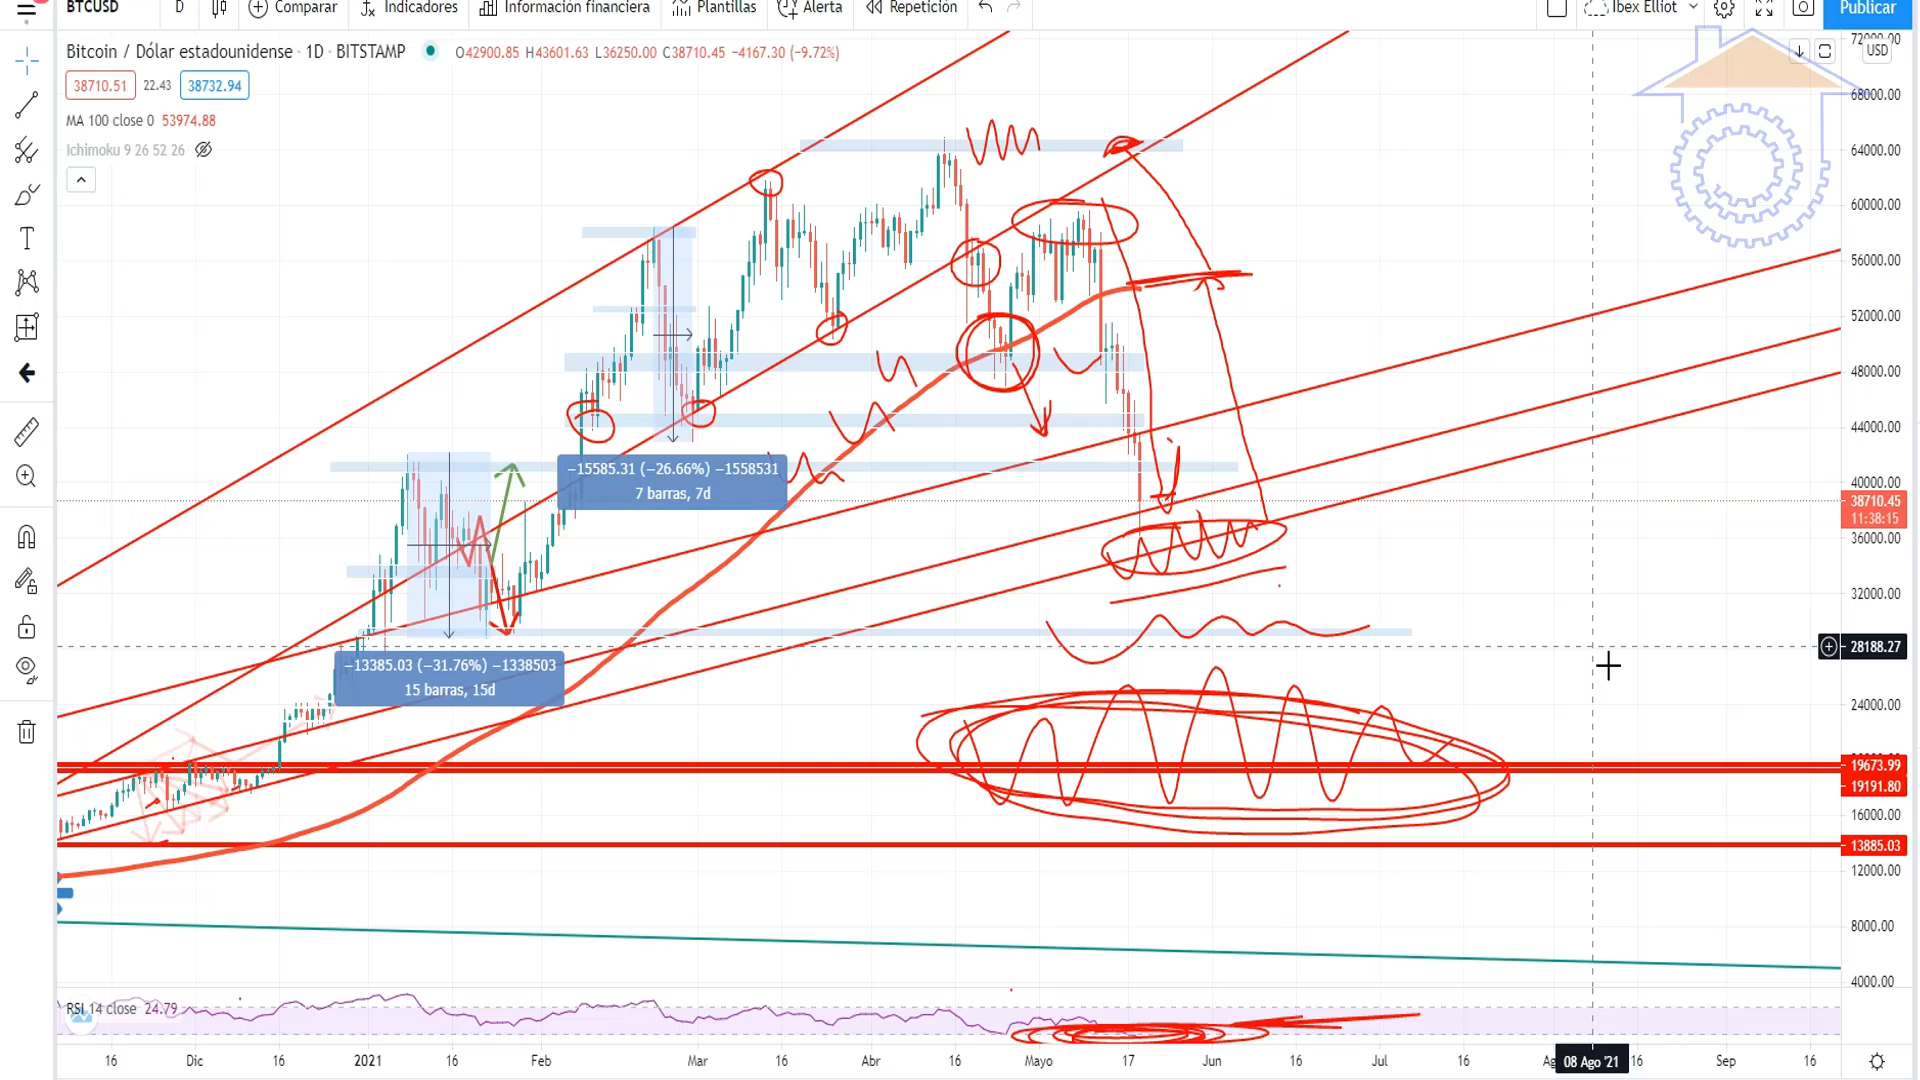 BTCUSD D Comparar Indicadores Información financiera Plantillas Alerta Repetición Ibex Elliot Publicar
Bitcoin / Dólar estadounidense · 1D · BITSTAMP O42900.85 H43601.63 L36250.00 C38710.45 −4167.30 (−9.72%)
38710.51 22.43 38732.94
MA 100 close 0 53974.88
Ichimoku 9 26 52 26
USD
72000.00
68000.00
64000.00
60000.00
56000.00
52000.00
48000.00
44000.00
40000.00
38710.45
11:38:15
36000.00
32000.00
28188.27
24000.00
19673.99
19191.80
16000.00
13885.03
12000.00
8000.00
4000.00
−15585.31 (−26.66%) −1558531
7 barras, 7d
−13385.03 (−31.76%) −1338503
15 barras, 15d
RSI 14 close 24.79
16 Dic 16 2021 16 Feb Mar 16 Abr 16 Mayo 17 Jun 16 Jul 16 08 Ago '21 16 Sep 16